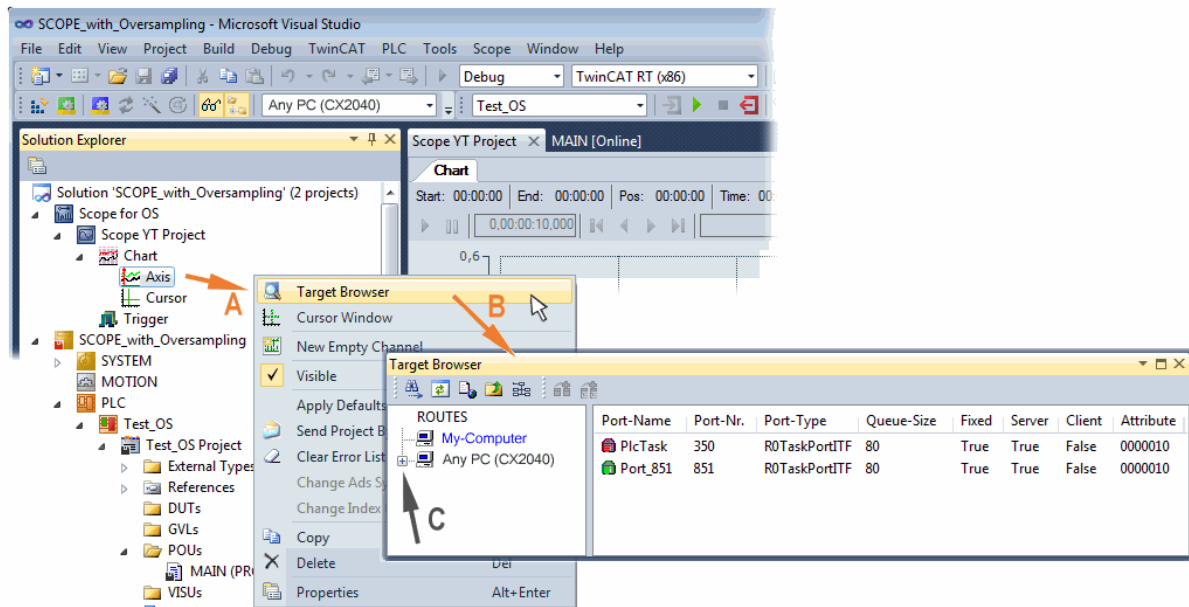 SCOPE_with_Oversampling - Microsoft Visual Studio
File Edit View Project Build Debug TwinCAT PLC Tools Scope Window Help
Debug TwinCAT RT (x86)
Any PC (CX2040) Test_OS
Solution Explorer
Scope YT Project MAIN [Online]
Chart
Start: 00:00:00 End: 00:00:00 Pos: 00:00:00 Time: 00:
0,00:00:10,000
0,6
Solution 'SCOPE_with_Oversampling' (2 projects)
Scope for OS
Scope YT Project
Chart
Axis
Cursor
Trigger
SCOPE_with_Oversampling
SYSTEM
MOTION
PLC
Test_OS
Test_OS Project
External Types
References
DUTs
GVLs
POUs
MAIN (PR
VISUs
A
Target Browser
B
Cursor Window
New Empty Channel
Visible
Apply Defaults
Send Project B
Clear Error List
Change Ads Sy
Change Index
Copy
Delete Del
Properties Alt+Enter
Target Browser
ROUTES
My-Computer
Any PC (CX2040)
C
Port-Name Port-Nr. Port-Type Queue-Size Fixed Server Client Attribute
PlcTask 350 R0TaskPortITF 80 True True False 0000010
Port_851 851 R0TaskPortITF 80 True True False 0000010